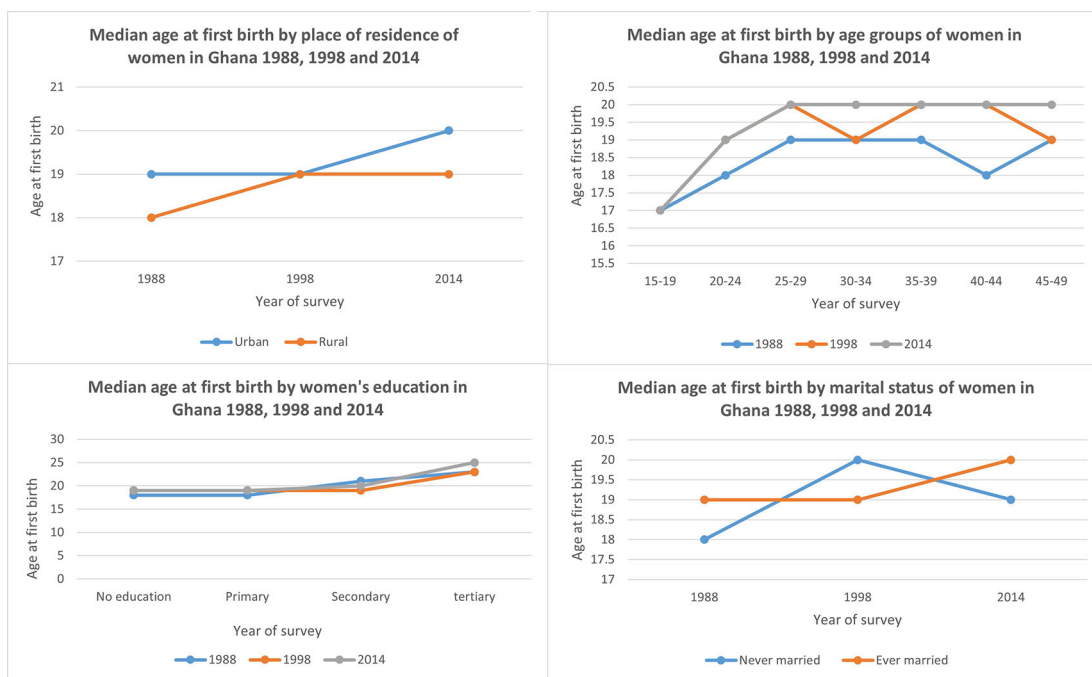 Median age at first birth by place of residence of
women in Ghana 1988, 1998 and 2014
21
20
19
18
17
Age at first birth
1988 1998 2014
Year of survey
Urban Rural
Median age at first birth by age groups of women in
Ghana 1988, 1998 and 2014
20.5
20
19.5
19
18.5
18
17.5
17
16.5
16
15.5
Age at first birth
15-19 20-24 25-29 30-34 35-39 40-44 45-49
Year of survey
1988 1998 2014
Median age at first birth by women's education in
Ghana 1988, 1998 and 2014
30
25
20
15
10
5
0
Age at first birth
No education Primary Secondary tertiary
Year of survey
1988 1998 2014
Median age at first birth by marital status of women in
Ghana 1988, 1998 and 2014
20.5
20
19.5
19
18.5
18
17.5
17
Age at first birth
1988 1998 2014
Year of survey
Never married Ever married